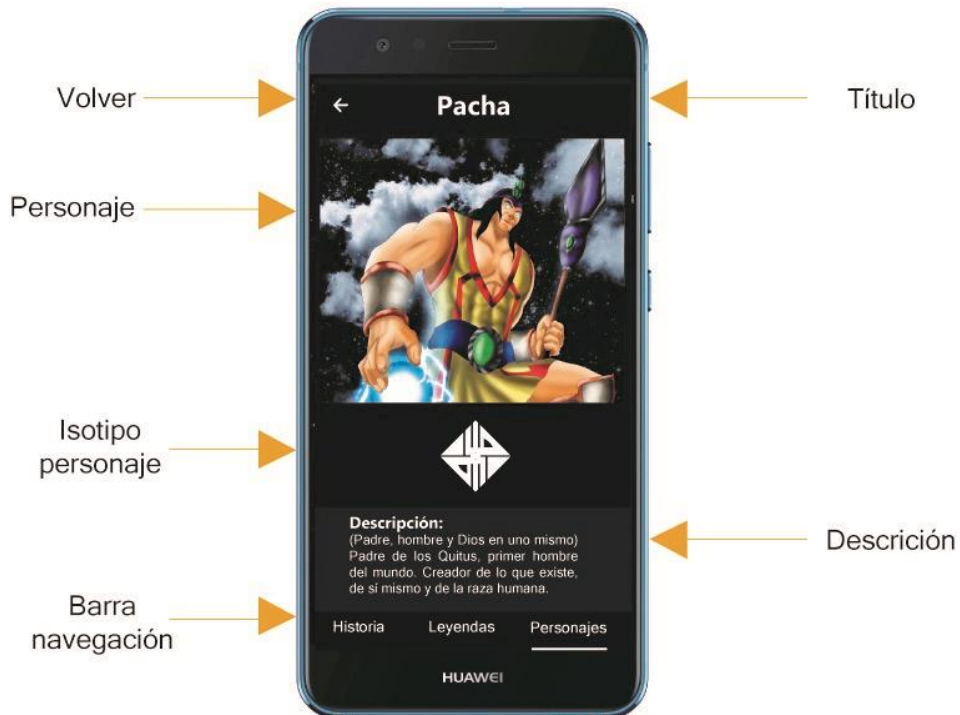 Volver
Título
Pacha
Personaje
Isotipo
personaje
Descripción:
(Padre, hombre y Dios en uno mismo)
Padre de los Quitus, primer hombre
del mundo. Creador de lo que existe,
de sí mismo y de la raza humana.
Descrición
Barra
navegación
Historia
Leyendas
Personajes
HUAWEI